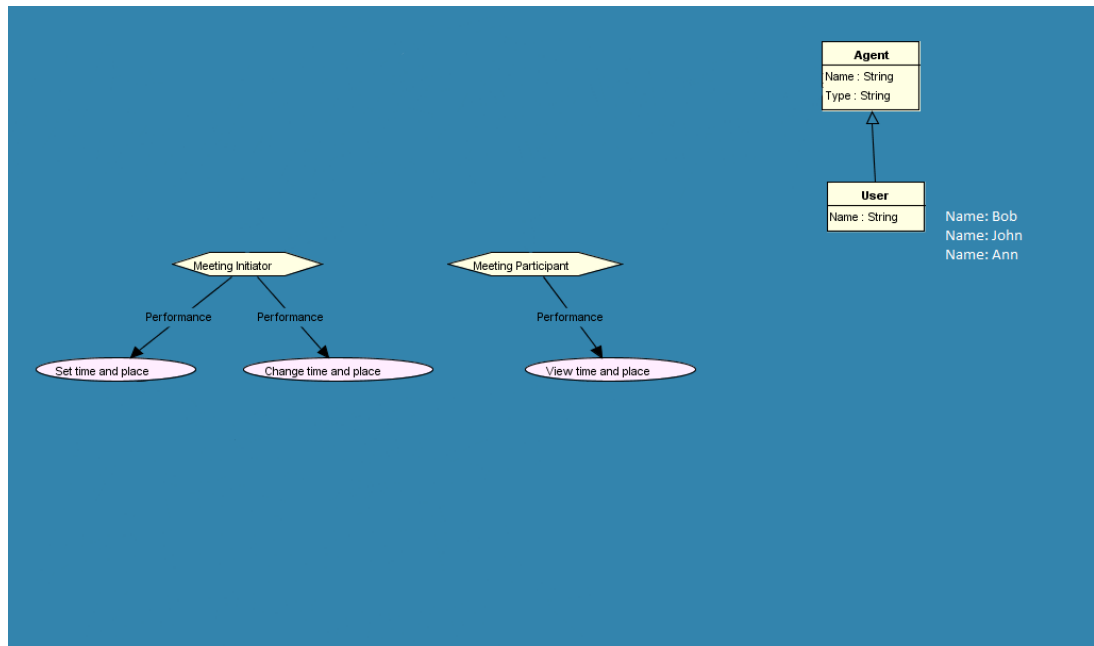 Agent
Name : String
Type : String
User
Name : String
Name: Bob
Name: John
Name: Ann
Meeting Initiator
Meeting Participant
Performance
Performance
Performance
Set time and place
Change time and place
View time and place